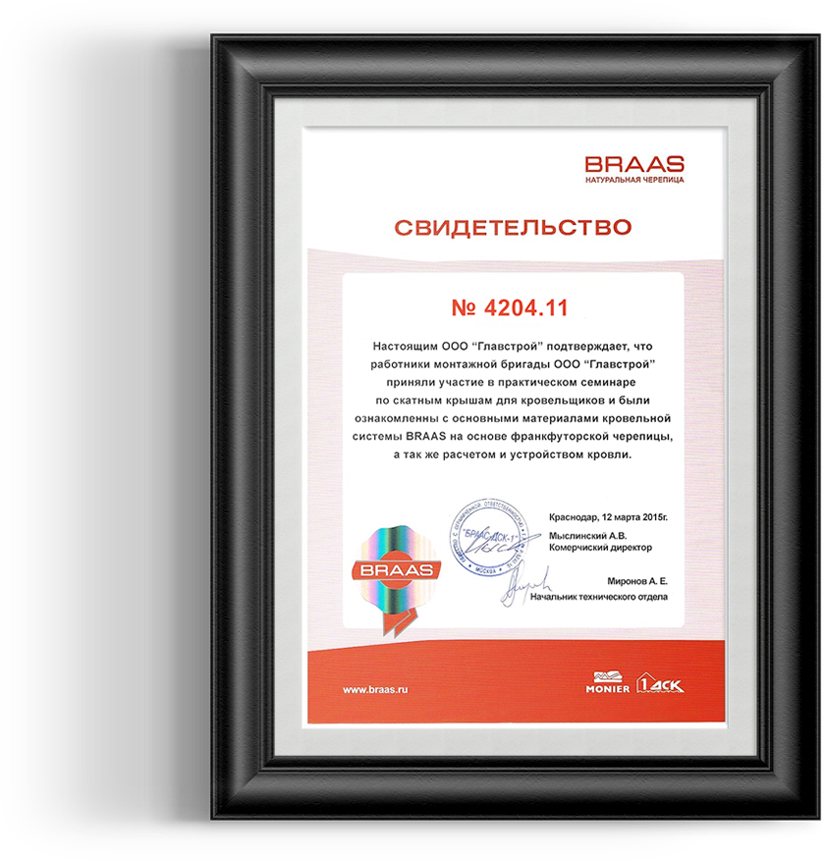 BRAAS
НАТУРАЛЬНАЯ ЧЕРЕПИЦА
СВИДЕТЕЛЬСТВО
№ 4204.11
Настоящим ООО “Главстрой” подтверждает, что
работники монтажной бригады ООО “Главстрой”
приняли участие в практическом семинаре
по скатным крышам для кровельщиков и были
ознакомленны с основными материалами кровельной
системы BRAAS на основе франкфуторской черепицы,
а так же расчетом и устройством кровли.
Краснодар, 12 марта 2015г.
Мыслинский А.В.
Комерчиский директор
"БРААС-ДСК-1"
МОСКВА
BRAAS
Миронов А. Е.
Начальник технического отдела
www.braas.ru
MONIER
1 ДСК